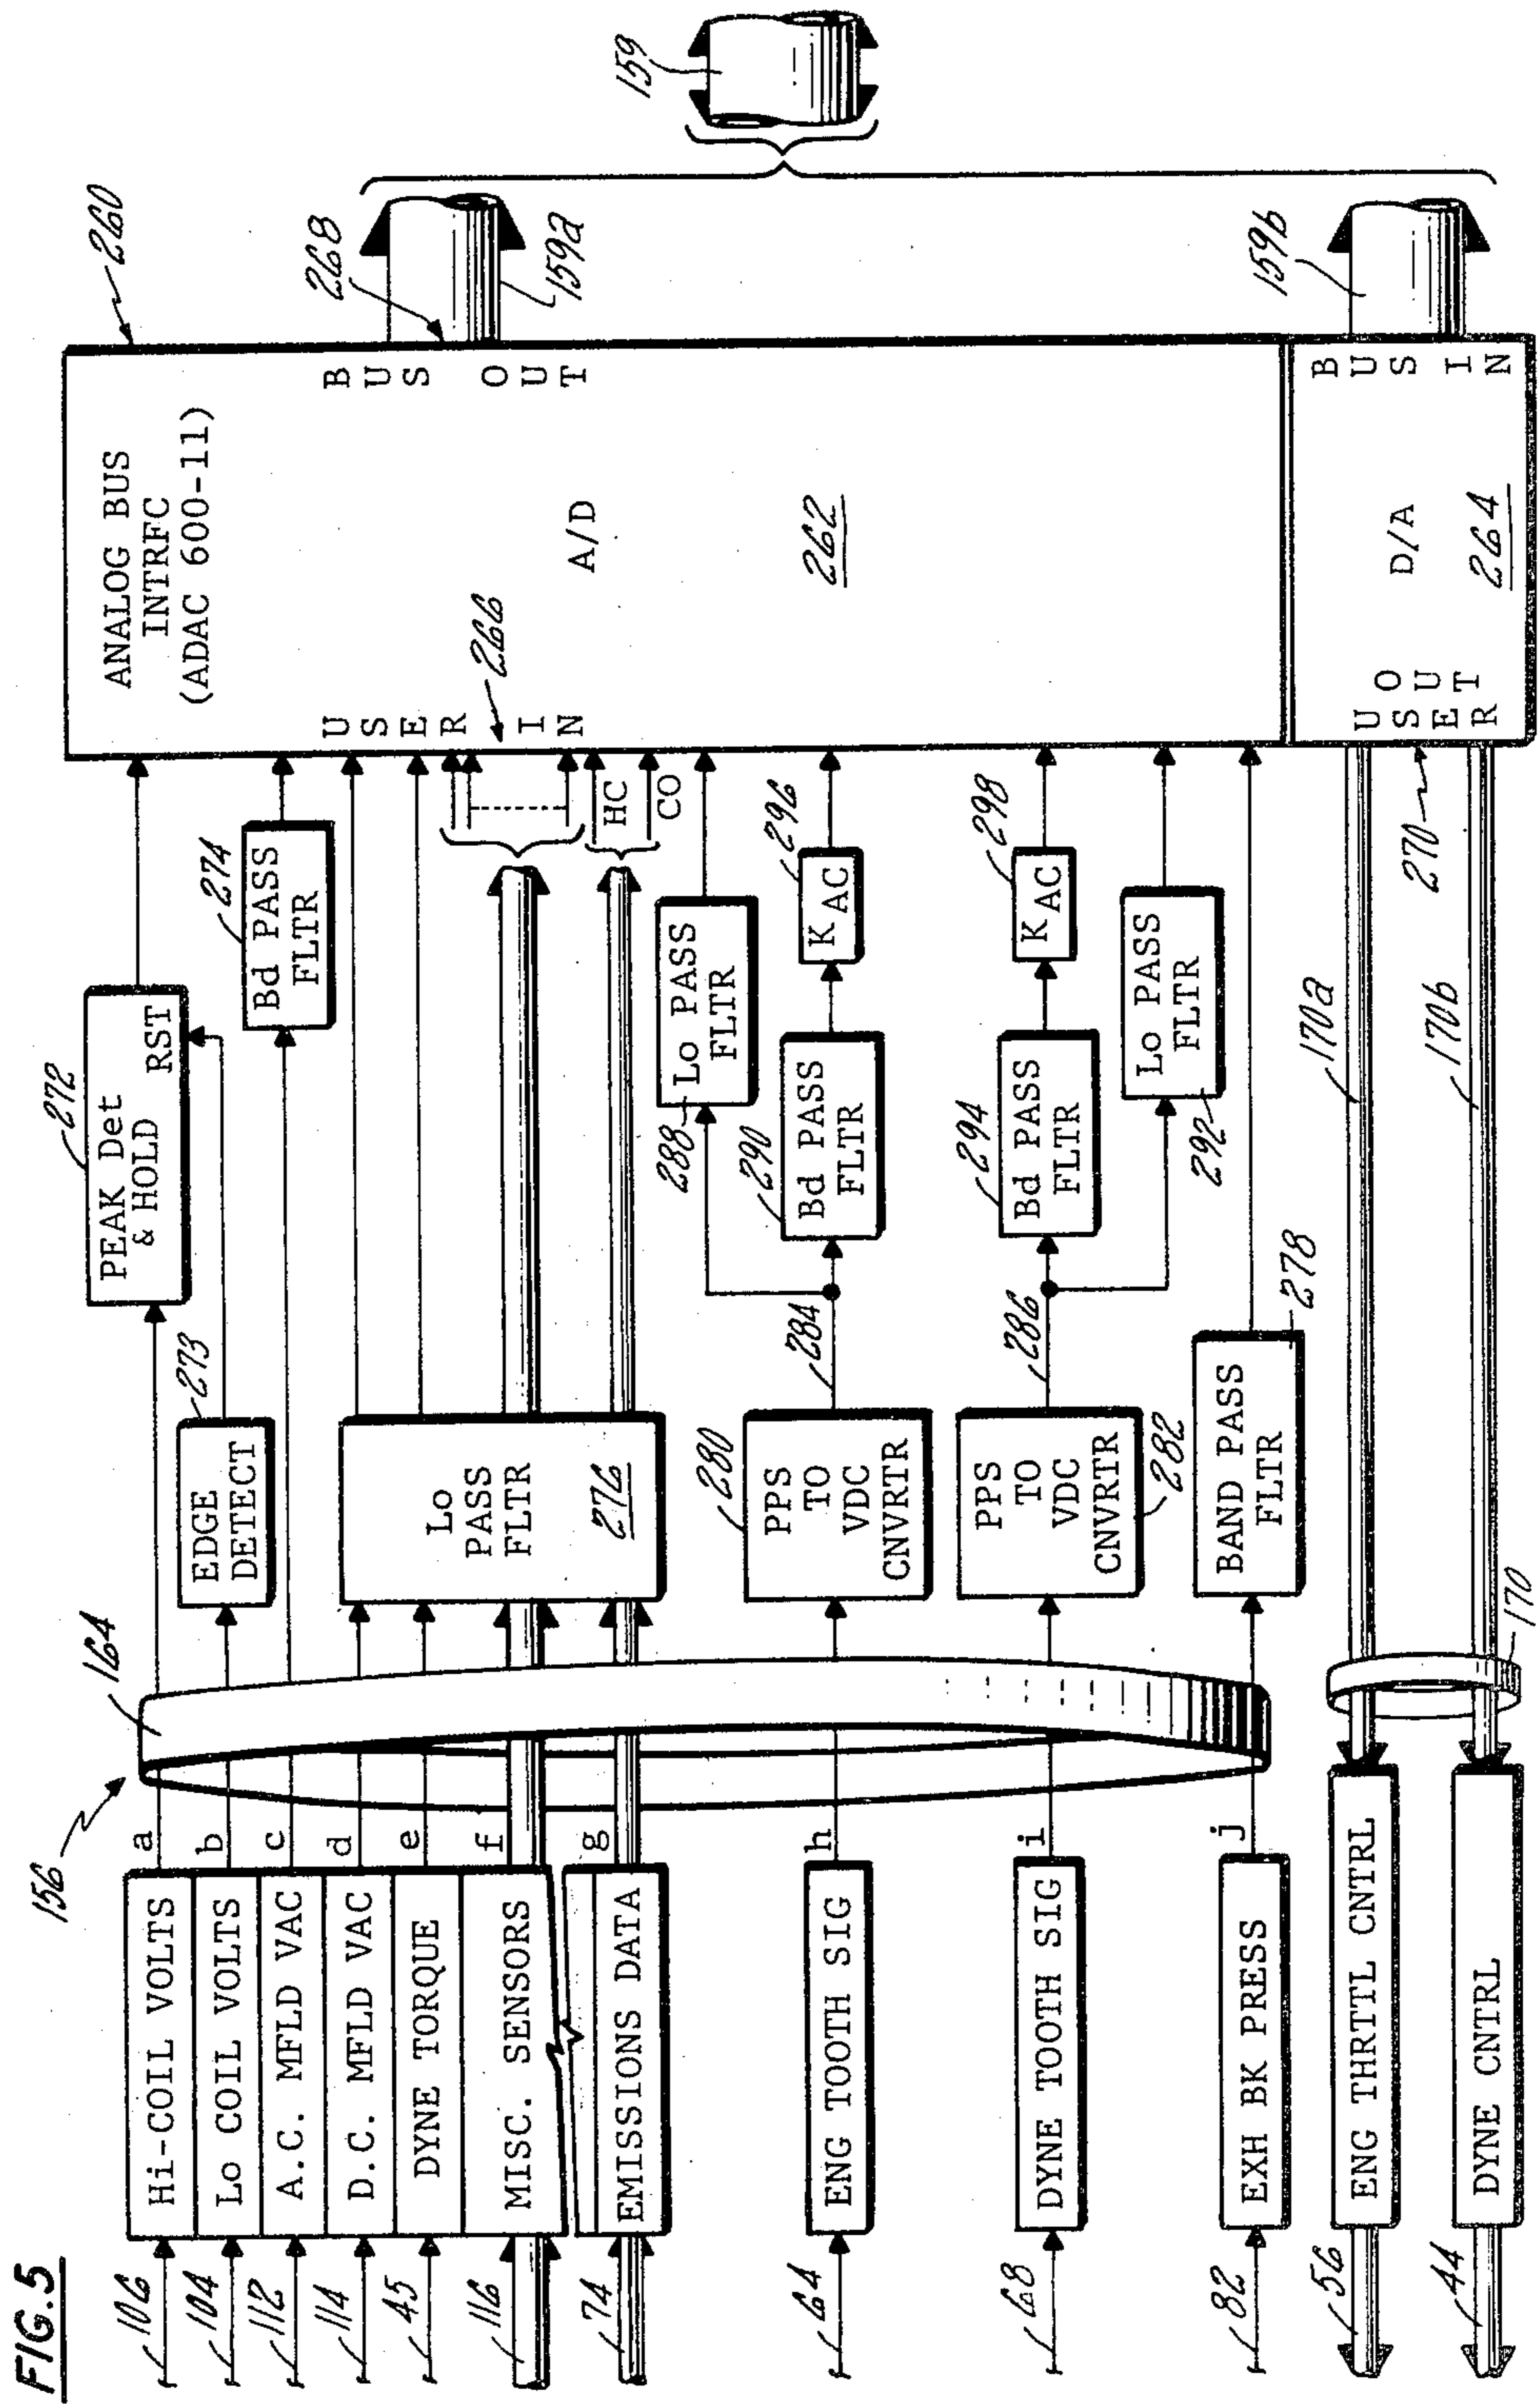 FIG. 5
156
164
106
Hi-COIL VOLTS
a
104
Lo COIL VOLTS
b
112
A.C. MFLD VAC
c
114
D.C. MFLD VAC
d
45
DYNE TORQUE
e
116
MISC. SENSORS
f
74
EMISSIONS DATA
g
64
ENG TOOTH SIG
h
68
DYNE TOOTH SIG
i
82
EXH BK PRESS
j
56
ENG THRTTL CNTRL
44
DYNE CNTRL
170
170a
170b
EDGE
DETECT
273
272
PEAK Det
& HOLD
RST
274
Bd PASS
FLTR
Lo
PASS
FLTR
276
PPS
TO
VDC
CNVRTR
280
284
288
Lo PASS
FLTR
290
Bd PASS
FLTR
KAC
296
PPS
TO
VDC
CNVRTR
282
286
294
Bd PASS
FLTR
KAC
298
Lo PASS
FLTR
292
BAND PASS
FLTR
278
HC
CO
260
ANALOG BUS
INTRFC
(ADAC 600-11)
USER IN
266
A/D
262
BUS OUT
268
159a
159
USER
OUT
270
D/A
264
BUS IN
159b